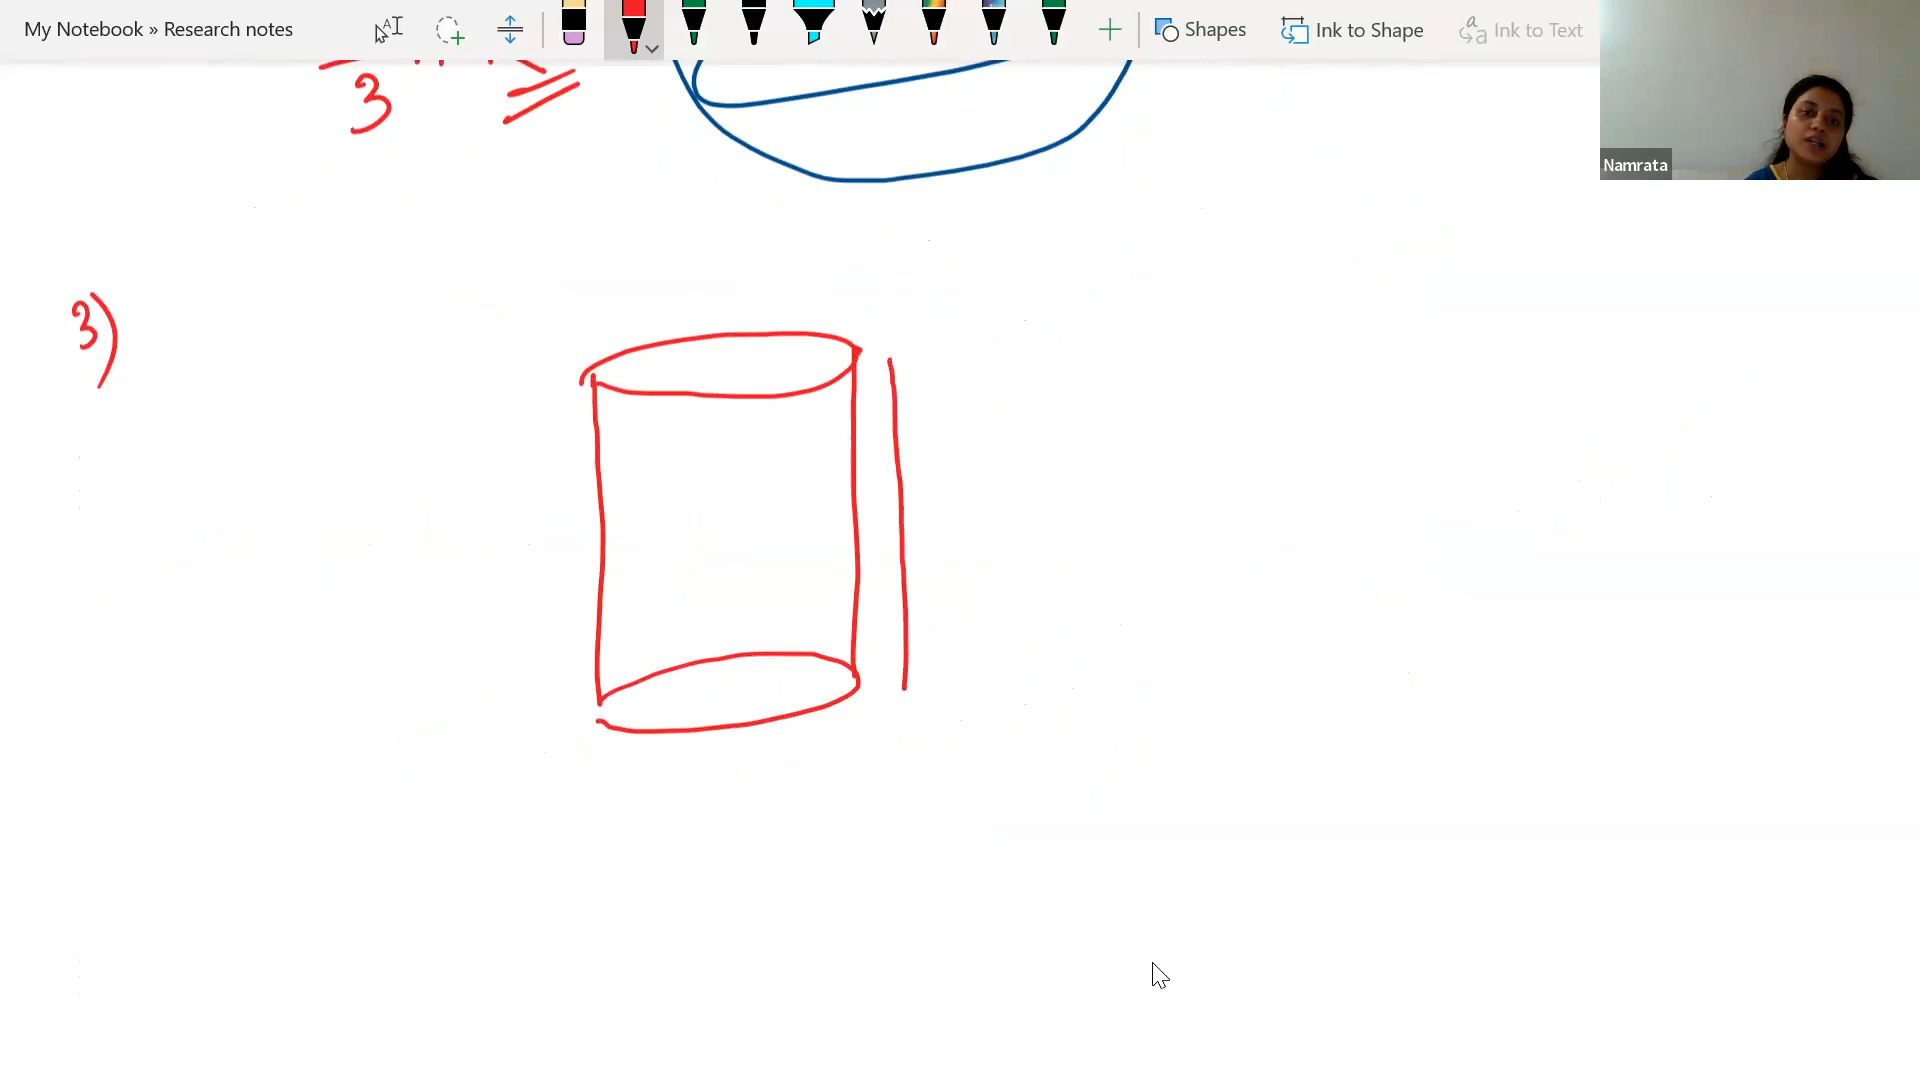 My Notebook » Research notes
Shapes
Ink to Shape
Ink to Text
Namrata
3
3)